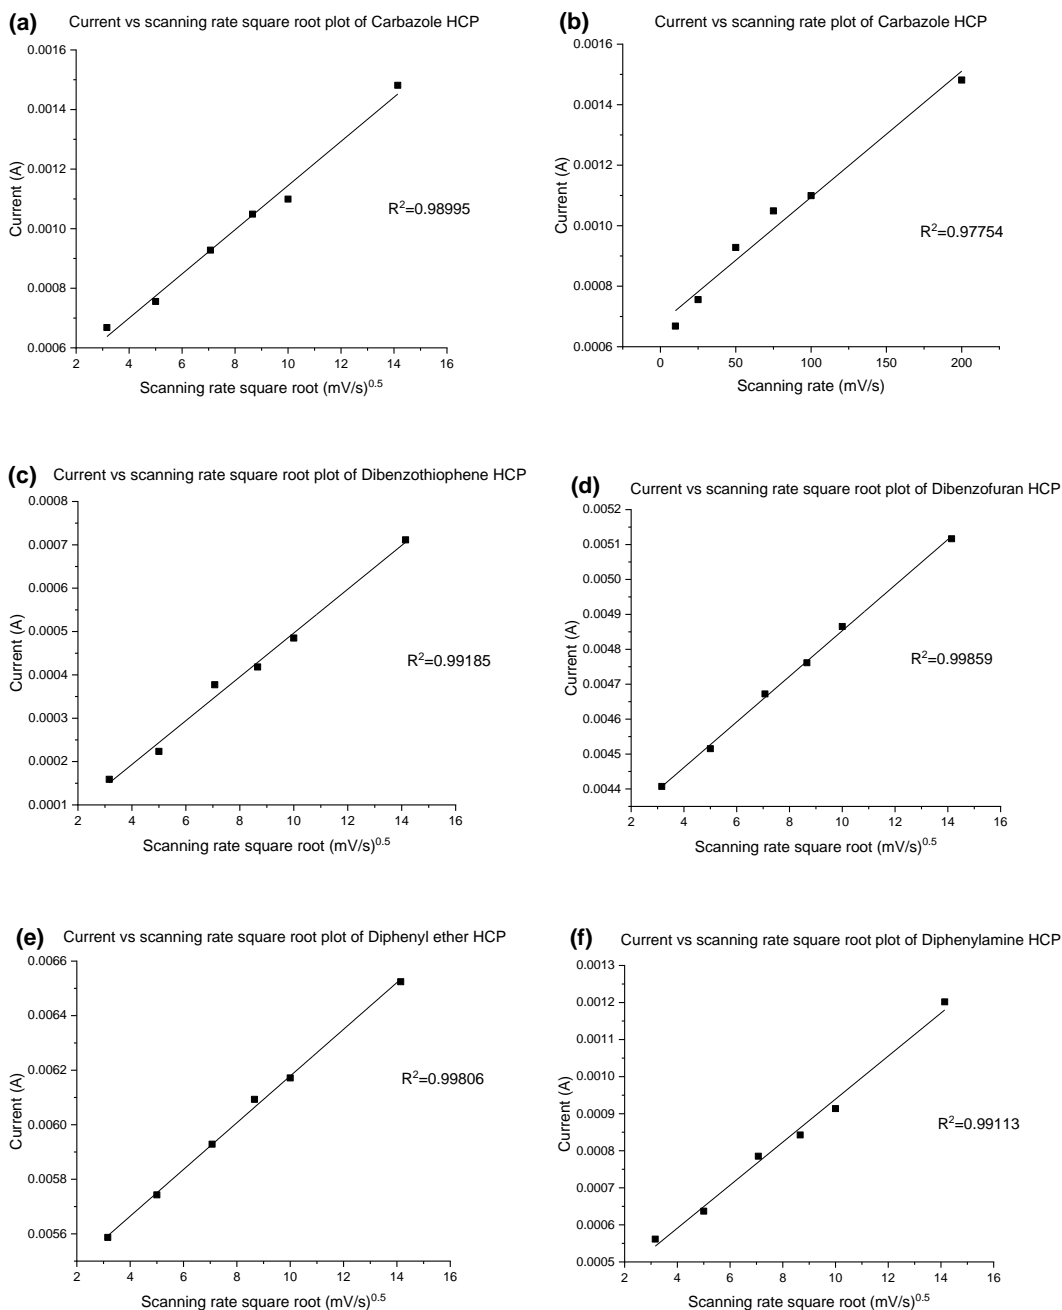 (a) Current vs scanning rate square root plot of Carbazole HCP
0.0016
0.0014
0.0012
0.0010
0.0008
0.0006
Current (A)
R²=0.98995
2 4 6 8 10 12 14 16
Scanning rate square root (mV/s)^0.5
(b) Current vs scanning rate plot of Carbazole HCP
0.0016
0.0014
0.0012
0.0010
0.0008
0.0006
Current (A)
R²=0.97754
0 50 100 150 200
Scanning rate (mV/s)
(c) Current vs scanning rate square root plot of Dibenzothiophene HCP
0.0008
0.0007
0.0006
0.0005
0.0004
0.0003
0.0002
0.0001
Current (A)
R²=0.99185
2 4 6 8 10 12 14 16
Scanning rate square root (mV/s)^0.5
(d) Current vs scanning rate square root plot of Dibenzofuran HCP
0.0052
0.0051
0.0050
0.0049
0.0048
0.0047
0.0046
0.0045
0.0044
Current (A)
R²=0.99859
2 4 6 8 10 12 14 16
Scanning rate square root (mV/s)^0.5
(e) Current vs scanning rate square root plot of Diphenyl ether HCP
0.0066
0.0064
0.0062
0.0060
0.0058
0.0056
Current (A)
R²=0.99806
2 4 6 8 10 12 14 16
Scanning rate square root (mV/s)^0.5
(f) Current vs scanning rate square root plot of Diphenylamine HCP
0.0013
0.0012
0.0011
0.0010
0.0009
0.0008
0.0007
0.0006
0.0005
Current (A)
R²=0.99113
2 4 6 8 10 12 14 16
Scanning rate square root (mV/s)^0.5